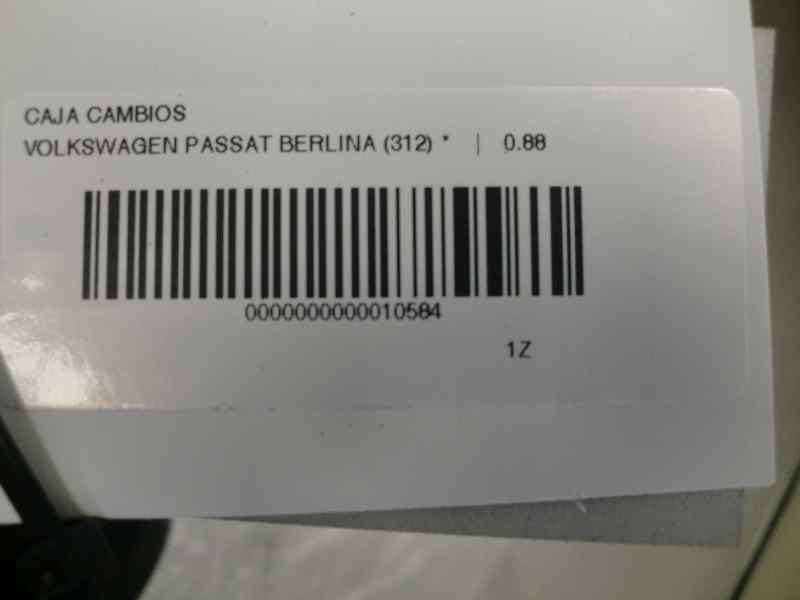 CAJA CAMBIOS
VOLKSWAGEN PASSAT BERLINA (312) * | 0.88
0000000000010584
1Z